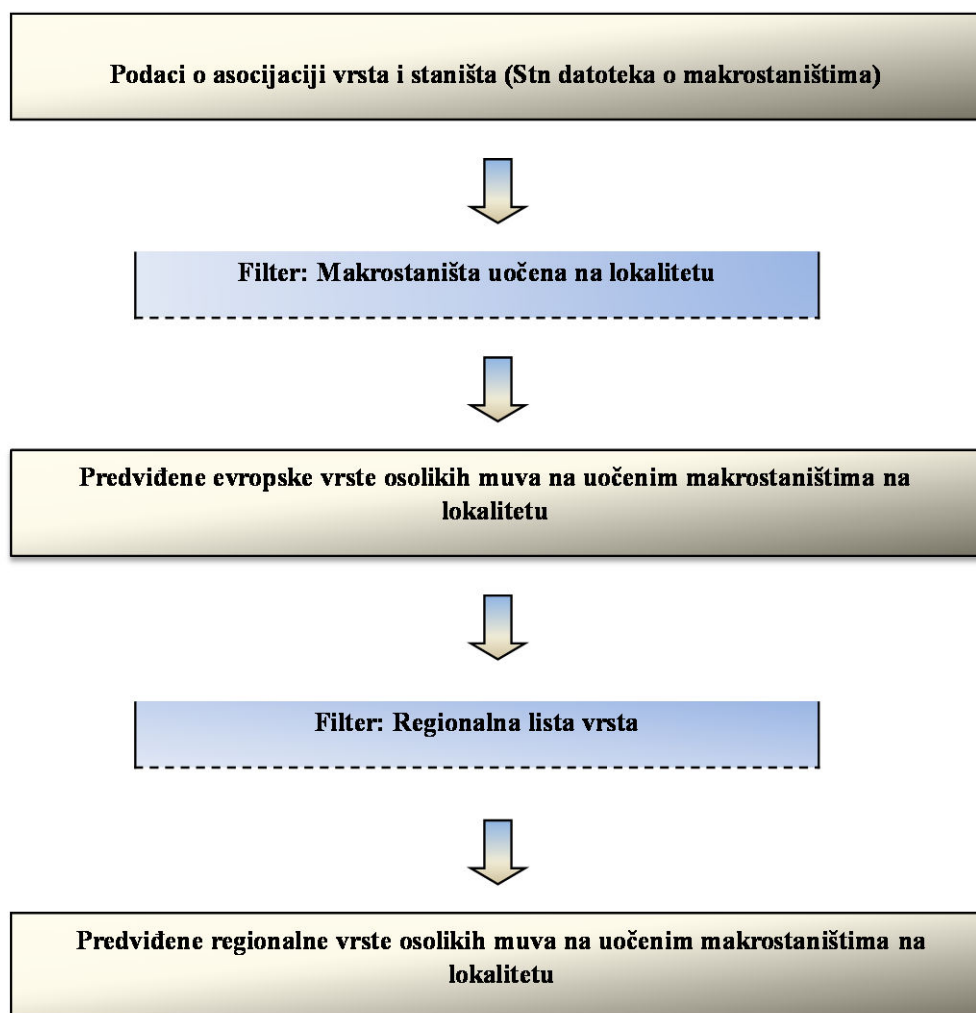 Podaci o asocijaciji vrsta i staništa (Stn datoteka o makrostaništima)
Filter: Makrostaništa uočena na lokalitetu
Predviđene evropske vrste osolikih muva na uočenim makrostaništima na
lokalitetu
Filter: Regionalna lista vrsta
Predviđene regionalne vrste osolikih muva na uočenim makrostaništima na
lokalitetu